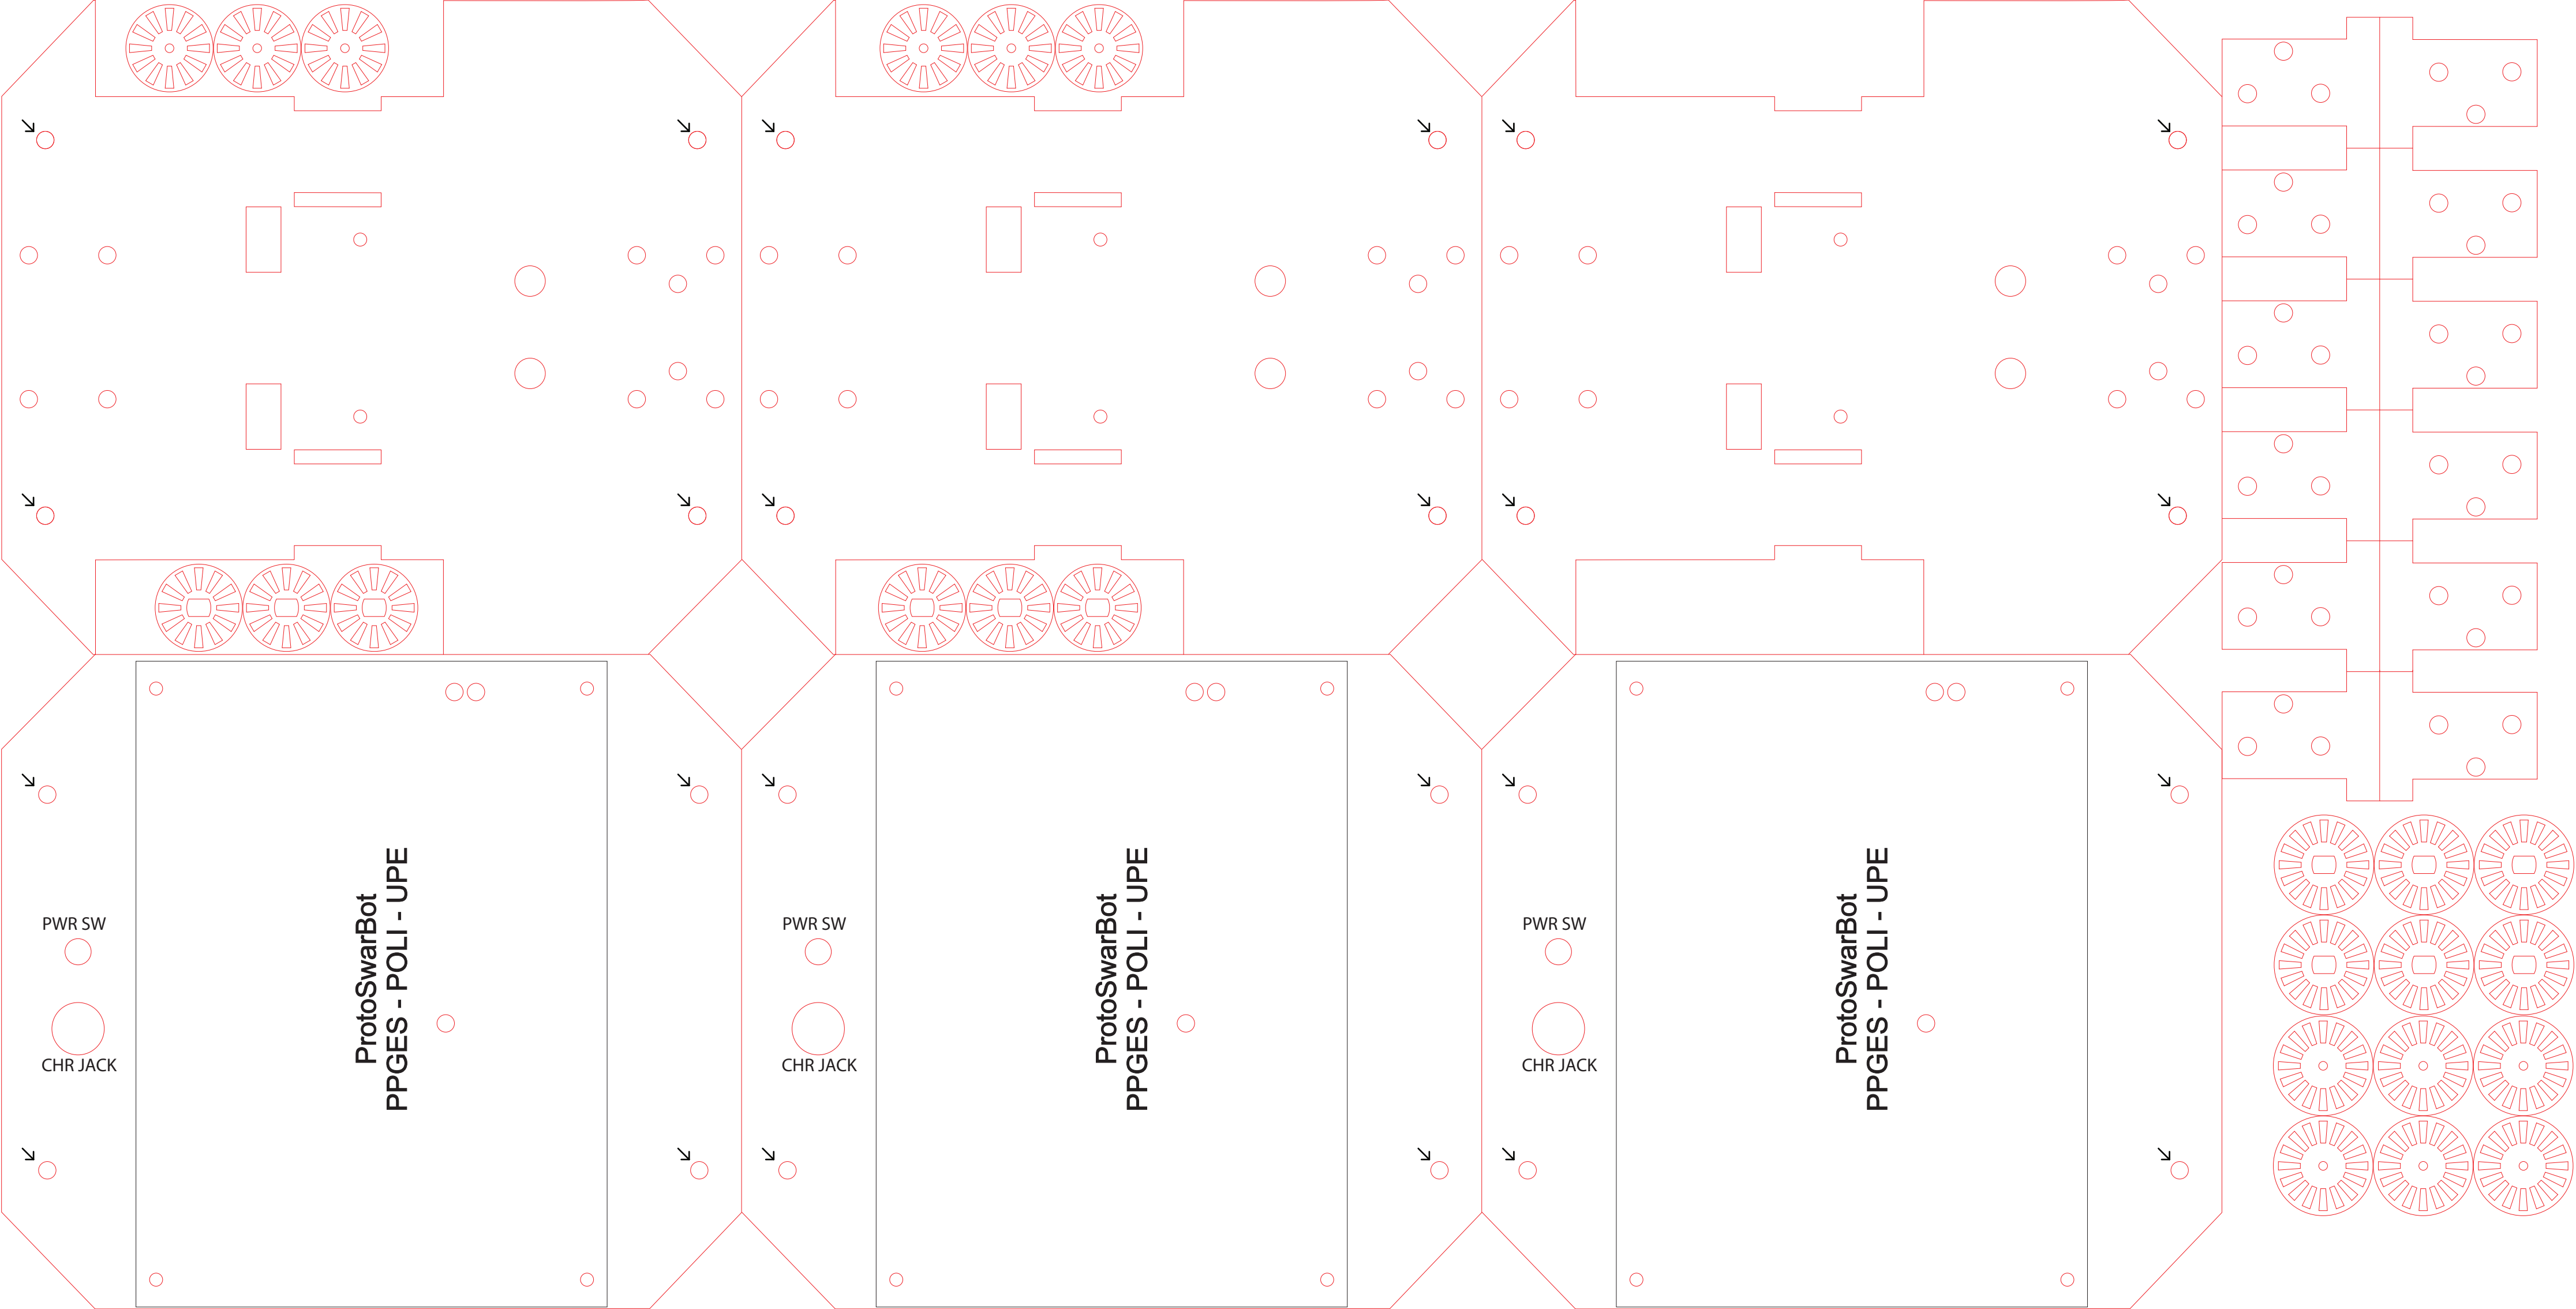 PWR SW
CHR JACK
ProtoSwarBot
PPGES - POLI - UPE
PWR SW
CHR JACK
ProtoSwarBot
PPGES - POLI - UPE
PWR SW
CHR JACK
ProtoSwarBot
PPGES - POLI - UPE